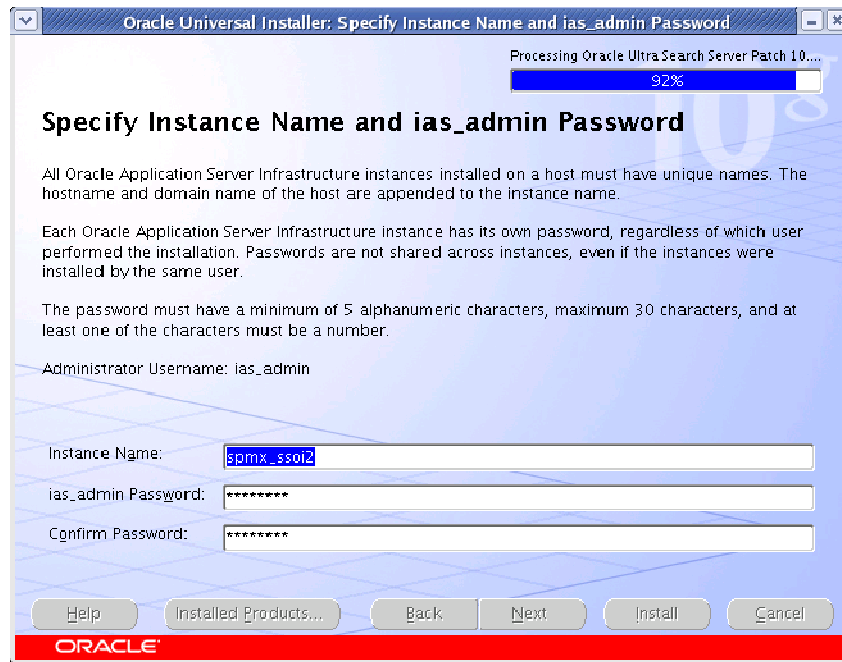 Oracle Universal Installer: Specify Instance Name and ias_admin Password
Processing Oracle Ultra Search Server Patch 10....
92%
10g
Specify Instance Name and ias_admin Password
All Oracle Application Server Infrastructure instances installed on a host must have unique names. The
hostname and domain name of the host are appended to the instance name.
Each Oracle Application Server Infrastructure instance has its own password, regardless of which user
performed the installation. Passwords are not shared across instances, even if the instances were
installed by the same user.
The password must have a minimum of 5 alphanumeric characters, maximum 30 characters, and at
least one of the characters must be a number.
Administrator Username: ias_admin
Instance Name: spmx_ssoi2
ias_admin Password: ********
Confirm Password: ********
Help Installed Products... Back Next Install Cancel
ORACLE